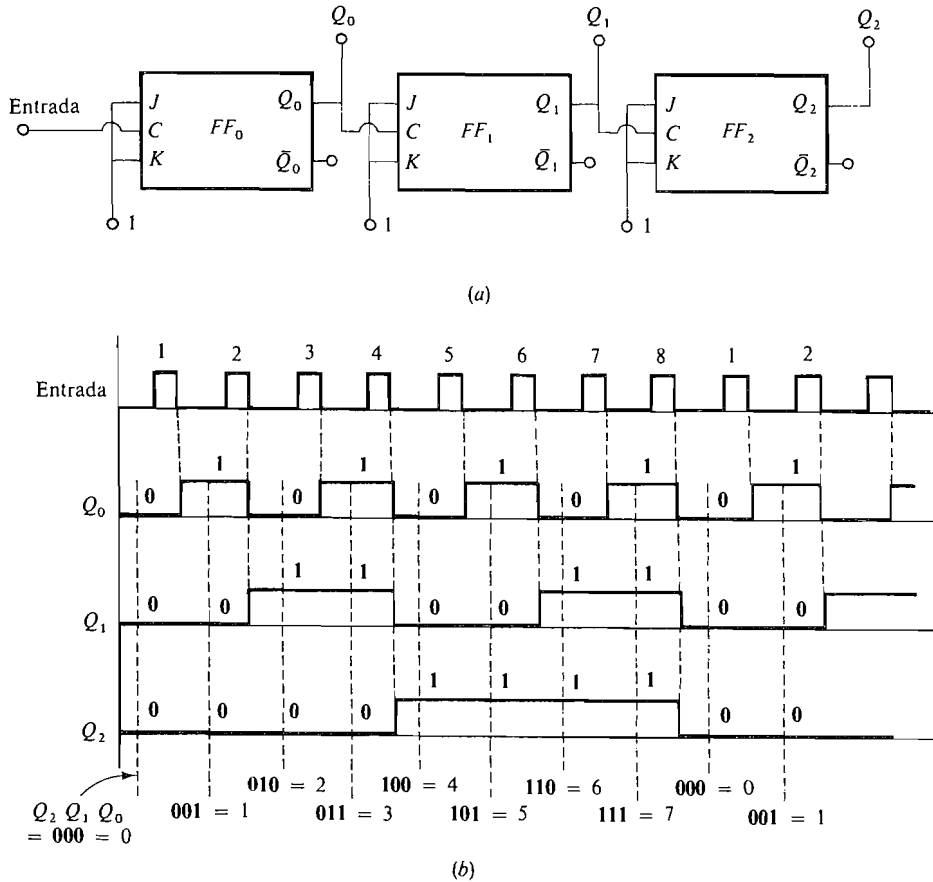 Q₀ Q₁ Q₂
Entrada
J Q₀ J Q₁ J Q₂
C FF₀ C FF₁ C FF₂
K Q̄₀ K Q̄₁ K Q̄₂
1 1 1
(a)
1 2 3 4 5 6 7 8 1 2
Entrada
0 1 0 1 0 1 0 1 0 1
Q₀
0 0 1 1 0 0 1 1 0 0
Q₁
0 0 0 0 1 1 1 1 0 0
Q₂
010 = 2 100 = 4 110 = 6 000 = 0
Q₂ Q₁ Q₀ 001 = 1 011 = 3 101 = 5 111 = 7 001 = 1
= 000 = 0
(b)